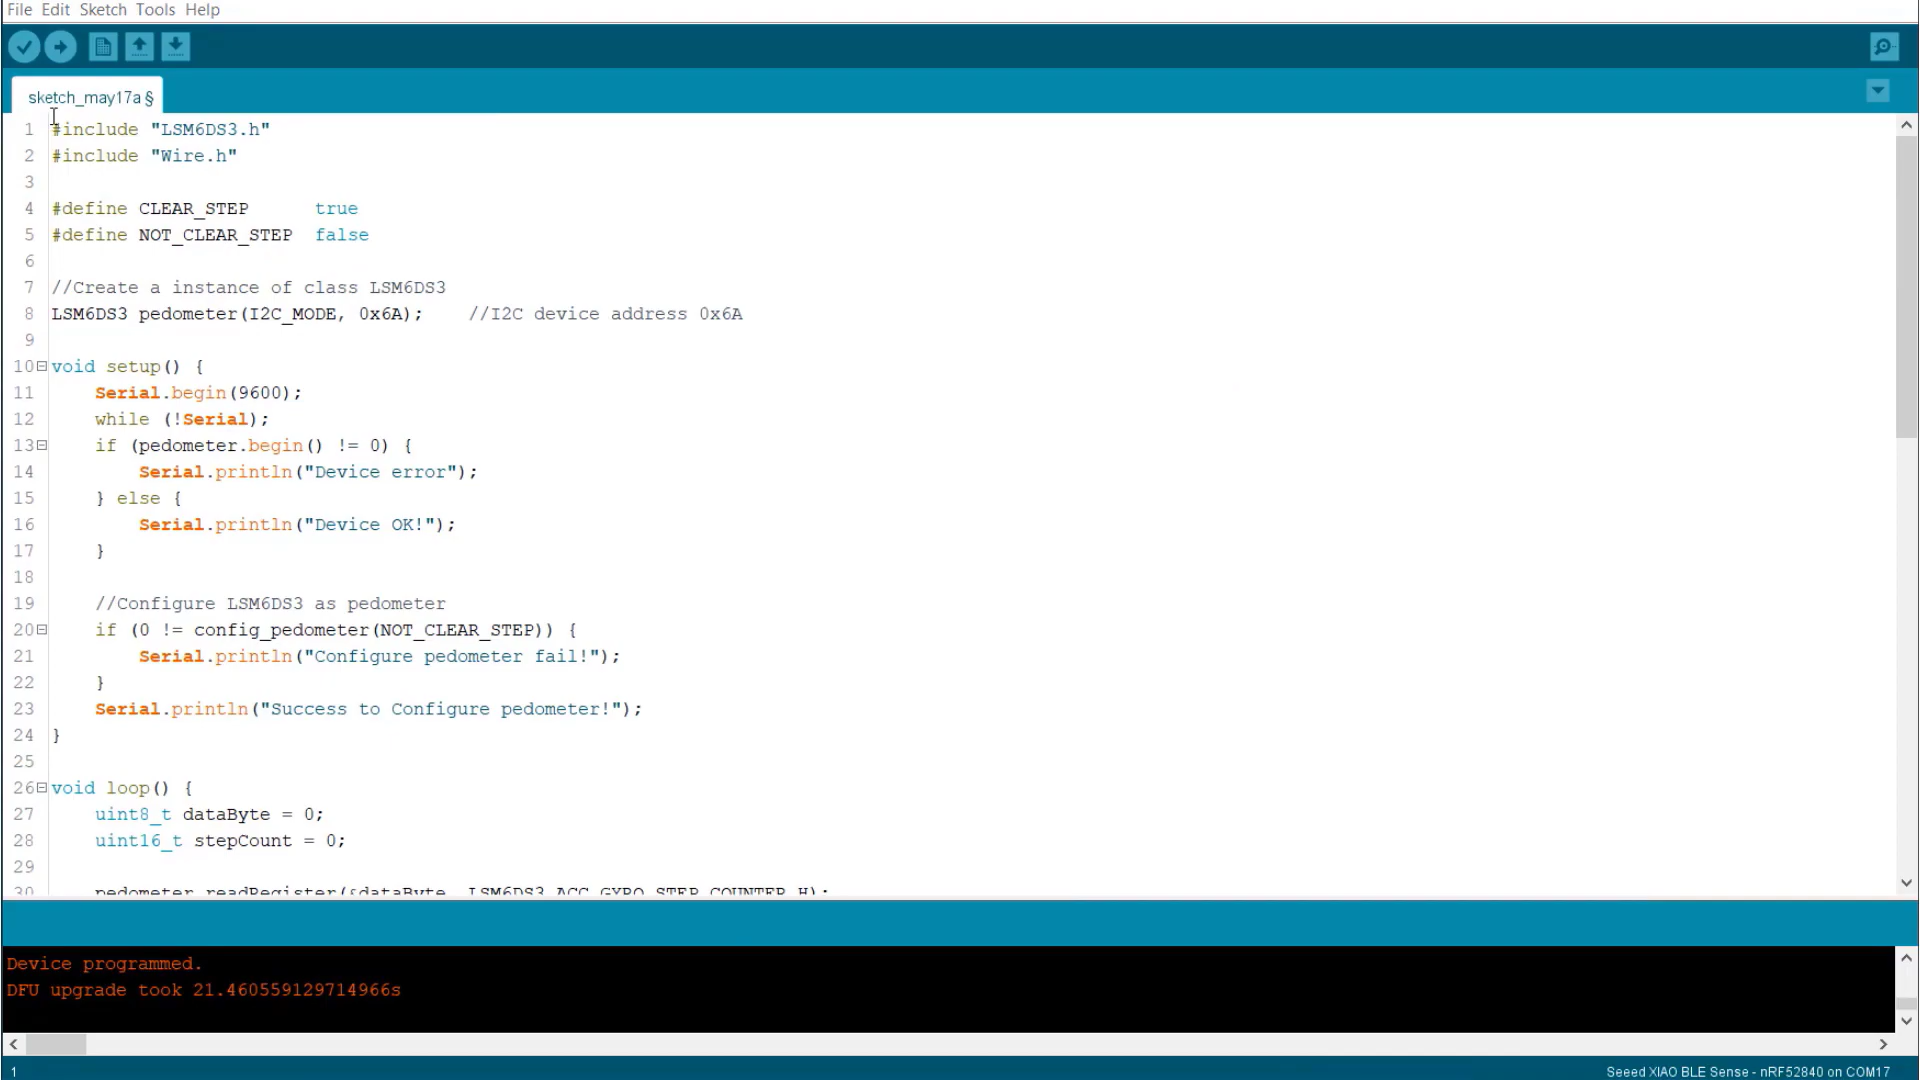 File Edit Sketch Tools Help
sketch_may17a §
1 #include "LSM6DS3.h"
2 #include "Wire.h"
3
4 #define CLEAR_STEP      true
5 #define NOT_CLEAR_STEP  false
6
7 //Create a instance of class LSM6DS3
8 LSM6DS3 pedometer(I2C_MODE, 0x6A);    //I2C device address 0x6A
9
10 void setup() {
11     Serial.begin(9600);
12     while (!Serial);
13     if (pedometer.begin() != 0) {
14         Serial.println("Device error");
15     } else {
16         Serial.println("Device OK!");
17     }
18
19     //Configure LSM6DS3 as pedometer
20     if (0 != config_pedometer(NOT_CLEAR_STEP)) {
21         Serial.println("Configure pedometer fail!");
22     }
23     Serial.println("Success to Configure pedometer!");
24 }
25
26 void loop() {
27     uint8_t dataByte = 0;
28     uint16_t stepCount = 0;
29
30     pedometer.readRegister(&dataByte, LSM6DS3_ACC_GYRO_STEP_COUNTER_H);
Device programmed.
DFU upgrade took 21.460559129714966s
1
Seeed XIAO BLE Sense - nRF52840 on COM17